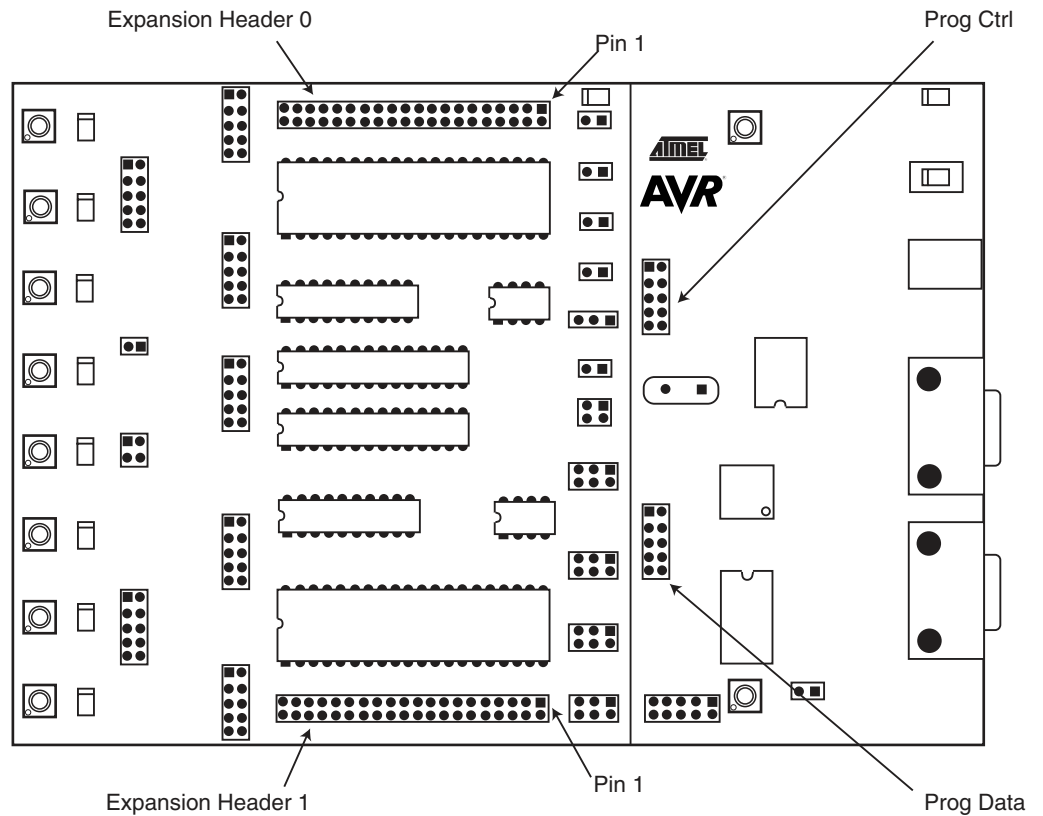 Expansion Header 0
Prog Ctrl
Pin 1
ATMEL
AVR
Pin 1
Expansion Header 1
Prog Data